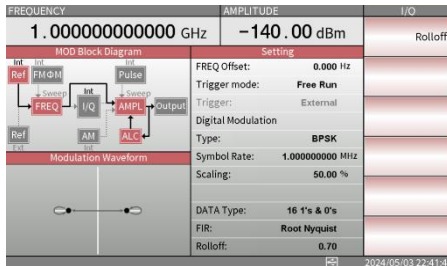 FREQUENCY AMPLITUDE I/Q
1.000000000000 GHz -140.00 dBm Rolloff
MOD Block Diagram
Int Int Int
Ref FMΦM Pulse
Sweep Int Sweep
FREQ I/Q AMPL Output
Ref AM ALC
Ext Int
Modulation Waveform
Setting
FREQ Offset: 0.000 Hz
Trigger mode: Free Run
Trigger: External
Digital Modulation
Type: BPSK
Symbol Rate: 1.000000000 MHz
Scaling: 50.00 %
DATA Type: 16 1's & 0's
FIR: Root Nyquist
Rolloff: 0.70
2024/05/03 22:41:4